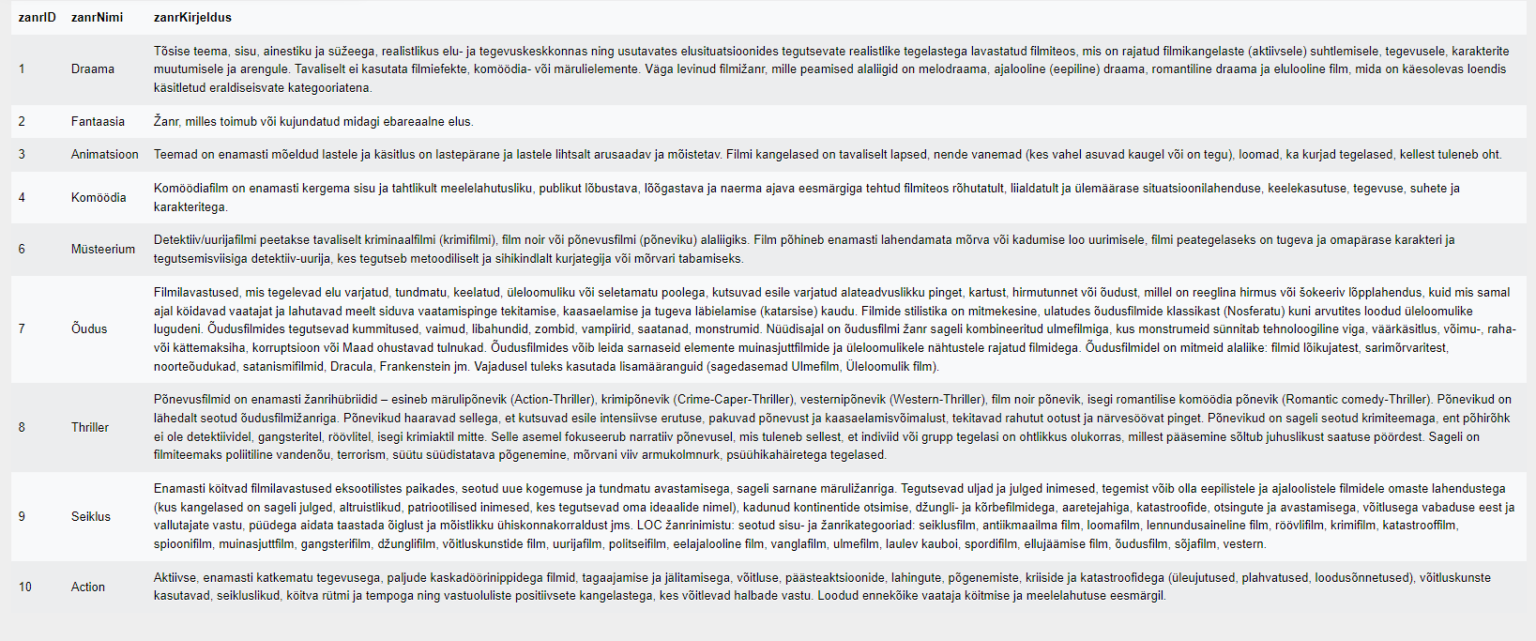 zanrID zanrNimi zanrKirjeldus
Tõsise teema, sisu, ainestiku ja süžeega, realistlikus elu- ja tegevuskeskkonnas ning usutavates elusituatsioonides tegutsevate realistlike tegelastega lavastatud filmiteos, mis on rajatud filmikangelaste (aktiivsele) suhtlemisele, tegevusele, karakterite
1 Draama muutumisele ja arengule. Tavaliselt ei kasutata filmiefekte, komöödia- või märulielemente. Väga levinud filmižanr, mille peamised alaliigid on melodraama, ajalooline (eepiline) draama, romantiline draama ja elulooline film, mida on käesolevas loendis
käsitletud eraldiseisvate kategooriatena.
2 Fantaasia Žanr, milles toimub või kujundatud midagi ebareaalne elus.
3 Animatsioon Teemad on enamasti mõeldud lastele ja käsitlus on lastepärane ja lastele lihtsalt arusaadav ja mõistetav. Filmi kangelased on tavaliselt lapsed, nende vanemad (kes vahel asuvad kaugel või on tegu), loomad, ka kurjad tegelased, kellest tuleneb oht.
Komöödiafilm on enamasti kergema sisu ja tahtlikult meelelahutusliku, publikut lõbustava, lõõgastava ja naerma ajava eesmärgiga tehtud filmiteos rõhutatult, liialdatult ja ülemäärase situatsioonilahenduse, keelekasutuse, tegevuse, suhete ja
4 Komöödia
karakteritega.
Detektiiv/uurijafilmi peetakse tavaliselt kriminaalfilmi (krimifilmi), film noir või põnevusfilmi (põneviku) alaliigiks. Film põhineb enamasti lahendamata mõrva või kadumise loo uurimisele, filmi peategelaseks on tugeva ja omapärase karakteri ja
6 Müsteerium
tegutsemisviisiga detektiiv-uurija, kes tegutseb metoodiliselt ja sihikindlalt kurjategija või mõrvari tabamiseks.
Filmilavastused, mis tegelevad elu varjatud, tundmatu, keelatud, üleloomuliku või seletamatu poolega, kutsuvad esile varjatud alateadvuslikku pinget, kartust, hirmutunnet või õudust, millel on reeglina hirmus või šokeeriv lõpplahendus, kuid mis samal
ajal köidavad vaatajat ja lahutavad meelt siduva vaatamispinge tekitamise, kaasaelamise ja tugeva läbielamise (katarsise) kaudu. Filmide stilistika on mitmekesine, ulatudes õudusfilmide klassikast (Nosferatu) kuni arvutites loodud üleloomulike
7 Õudus lugudeni. Õudusfilmides tegutsevad kummitused, vaimud, libahundid, zombid, vampiirid, saatanad, monstrumid. Nüüdisajal on õudusfilmi žanr sageli kombineeritud ulmefilmiga, kus monstrumeid sünnitab tehnoloogiline viga, väärkäsitlus, võimu-, raha-
või kättemaksiha, korruptsioon või Maad ohustavad tulnukad. Õudusfilmides võib leida sarnaseid elemente muinasjuttfilmide ja üleloomulikele nähtustele rajatud filmidega. Õudusfilmidel on mitmeid alaliike: filmid lõikujatest, sarimõrvaritest,
noorteõudukad, satanismifilmid, Dracula, Frankenstein jm. Vajadusel tuleks kasutada lisamääranguid (sagedasemad Ulmefilm, Üleloomulik film).
Põnevusfilmid on enamasti žanrihübriidid – esineb märulipõnevik (Action-Thriller), krimipõnevik (Crime-Caper-Thriller), vesternipõnevik (Western-Thriller), film noir põnevik, isegi romantilise komöödia põnevik (Romantic comedy-Thriller). Põnevikud on
lähedalt seotud õudusfilmižanriga. Põnevikud haaravad sellega, et kutsuvad esile intensiivse erutuse, pakuvad põnevust ja kaasaelamisvõimalust, tekitavad rahutut ootust ja närvesöövat pinget. Põnevikud on sageli seotud krimiteemaga, ent põhirõhk
8 Thriller
ei ole detektiividel, gangsteritel, röövlitel, isegi krimiaktil mitte. Selle asemel fokuseerub narratiiv põnevusel, mis tuleneb sellest, et indiviid või grupp tegelasi on ohtlikkus olukorras, millest pääsemine sõltub juhuslikust saatuse pöördest. Sageli on
filmiteemaks poliitiline vandenõu, terrorism, süütu süüdistatava põgenemine, mõrvani viiv armukolmnurk, psüühikahäiretega tegelased.
Enamasti köitvad filmilavastused eksootilistes paikades, seotud uue kogemuse ja tundmatu avastamisega, sageli sarnane märuližanriga. Tegutsevad uljad ja julged inimesed, tegemist võib olla eepilistele ja ajaloolistele filmidele omaste lahendustega
(kus kangelased on sageli julged, altruistlikud, patriootilised inimesed, kes tegutsevad oma ideaalide nimel), kadunud kontinentide otsimise, džungli- ja kõrbefilmidega, aaretejahiga, katastroofide, otsingute ja avastamisega, võitlusega vabaduse eest ja
9 Seiklus
vallutajate vastu, püüdega aidata taastada õiglust ja mõistlikku ühiskonnakorraldust jms. LOC žanrinimistu: seotud sisu- ja žanrikategooriad: seiklusfilm, antiikmaailma film, loomafilm, lennundusaineline film, röövlifilm, krimifilm, katastrooffilm,
spioonifilm, muinasjuttfilm, gangsterifilm, džunglifilm, võitluskunstide film, uurijafilm, politseifilm, eelajalooline film, vanglafilm, ulmefilm, laulev kauboi, spordifilm, ellujäämise film, õudusfilm, sõjafilm, vestern.
Aktiivse, enamasti katkematu tegevusega, paljude kaskadöörinippidega filmid, tagaajamise ja jälitamisega, võitluse, päästeaktsioonide, lahingute, põgenemiste, kriiside ja katastroofidega (üleujutused, plahvatused, loodusõnnetused), võitluskunste
10 Action
kasutavad, seikluslikud, köitva rütmi ja tempoga ning vastuoluliste positiivsete kangelastega, kes võitlevad halbade vastu. Loodud ennekõike vaataja köitmise ja meelelahutuse eesmärgil.